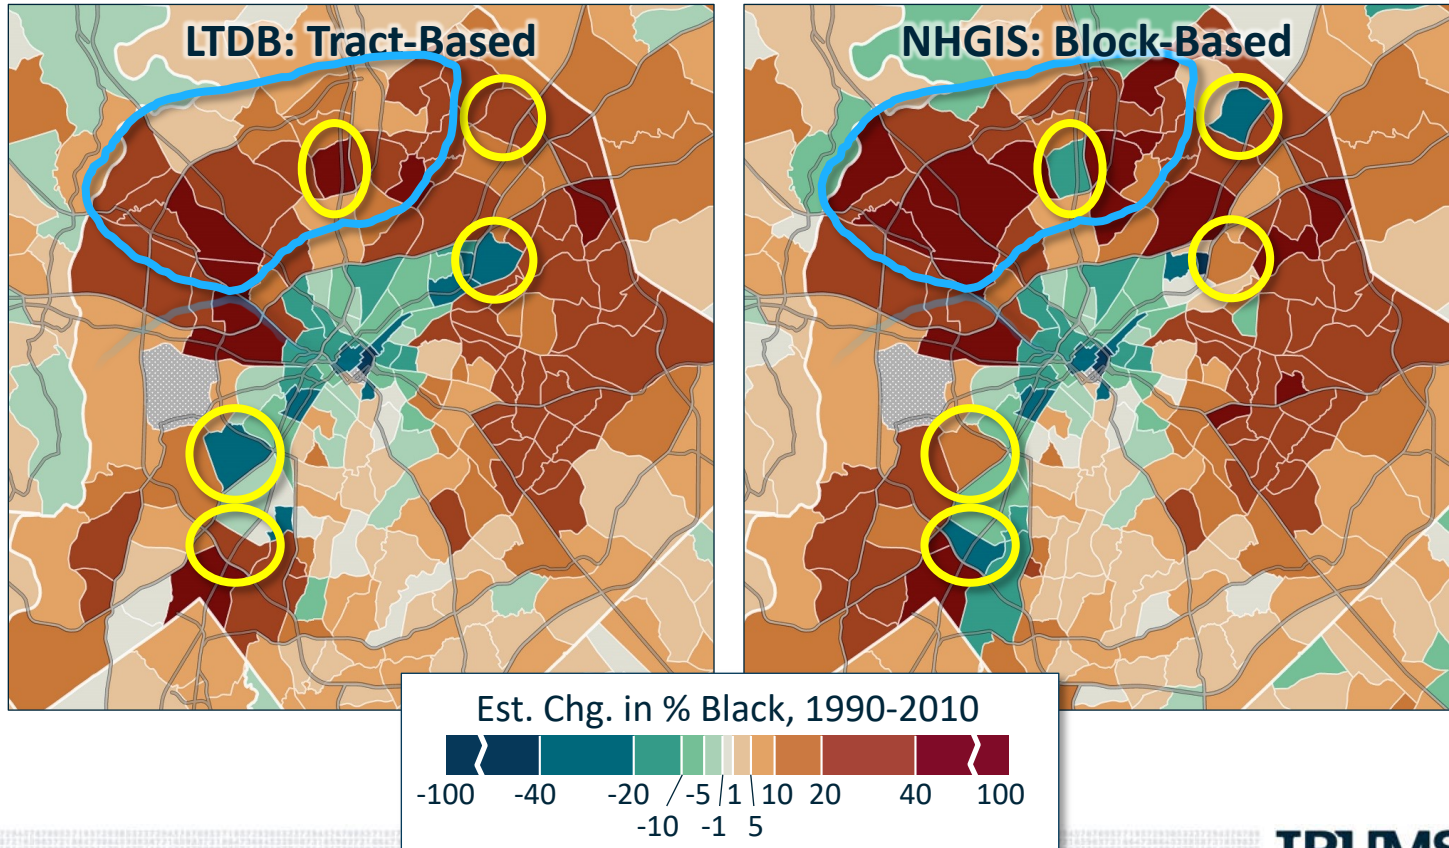 LTDB: Tract-Based
NHGIS: Block-Based
Est. Chg. in % Black, 1990-2010
-100 -40 -20 -5 1 10 20 40 100
-10 -1 5